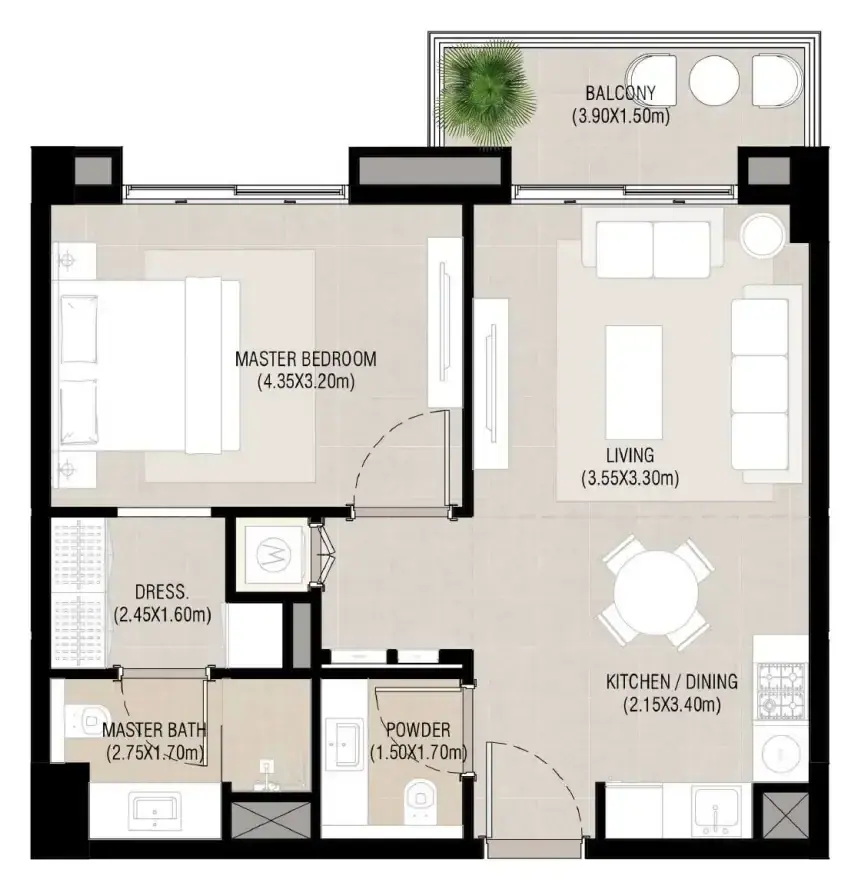 BALCONY
(3.90X1.50m)
MASTER BEDROOM
(4.35X3.20m)
LIVING
(3.55X3.30m)
W
DRESS.
(2.45X1.60m)
KITCHEN / DINING
(2.15X3.40m)
MASTER BATH
(2.75X1.70m)
POWDER
(1.50X1.70m)